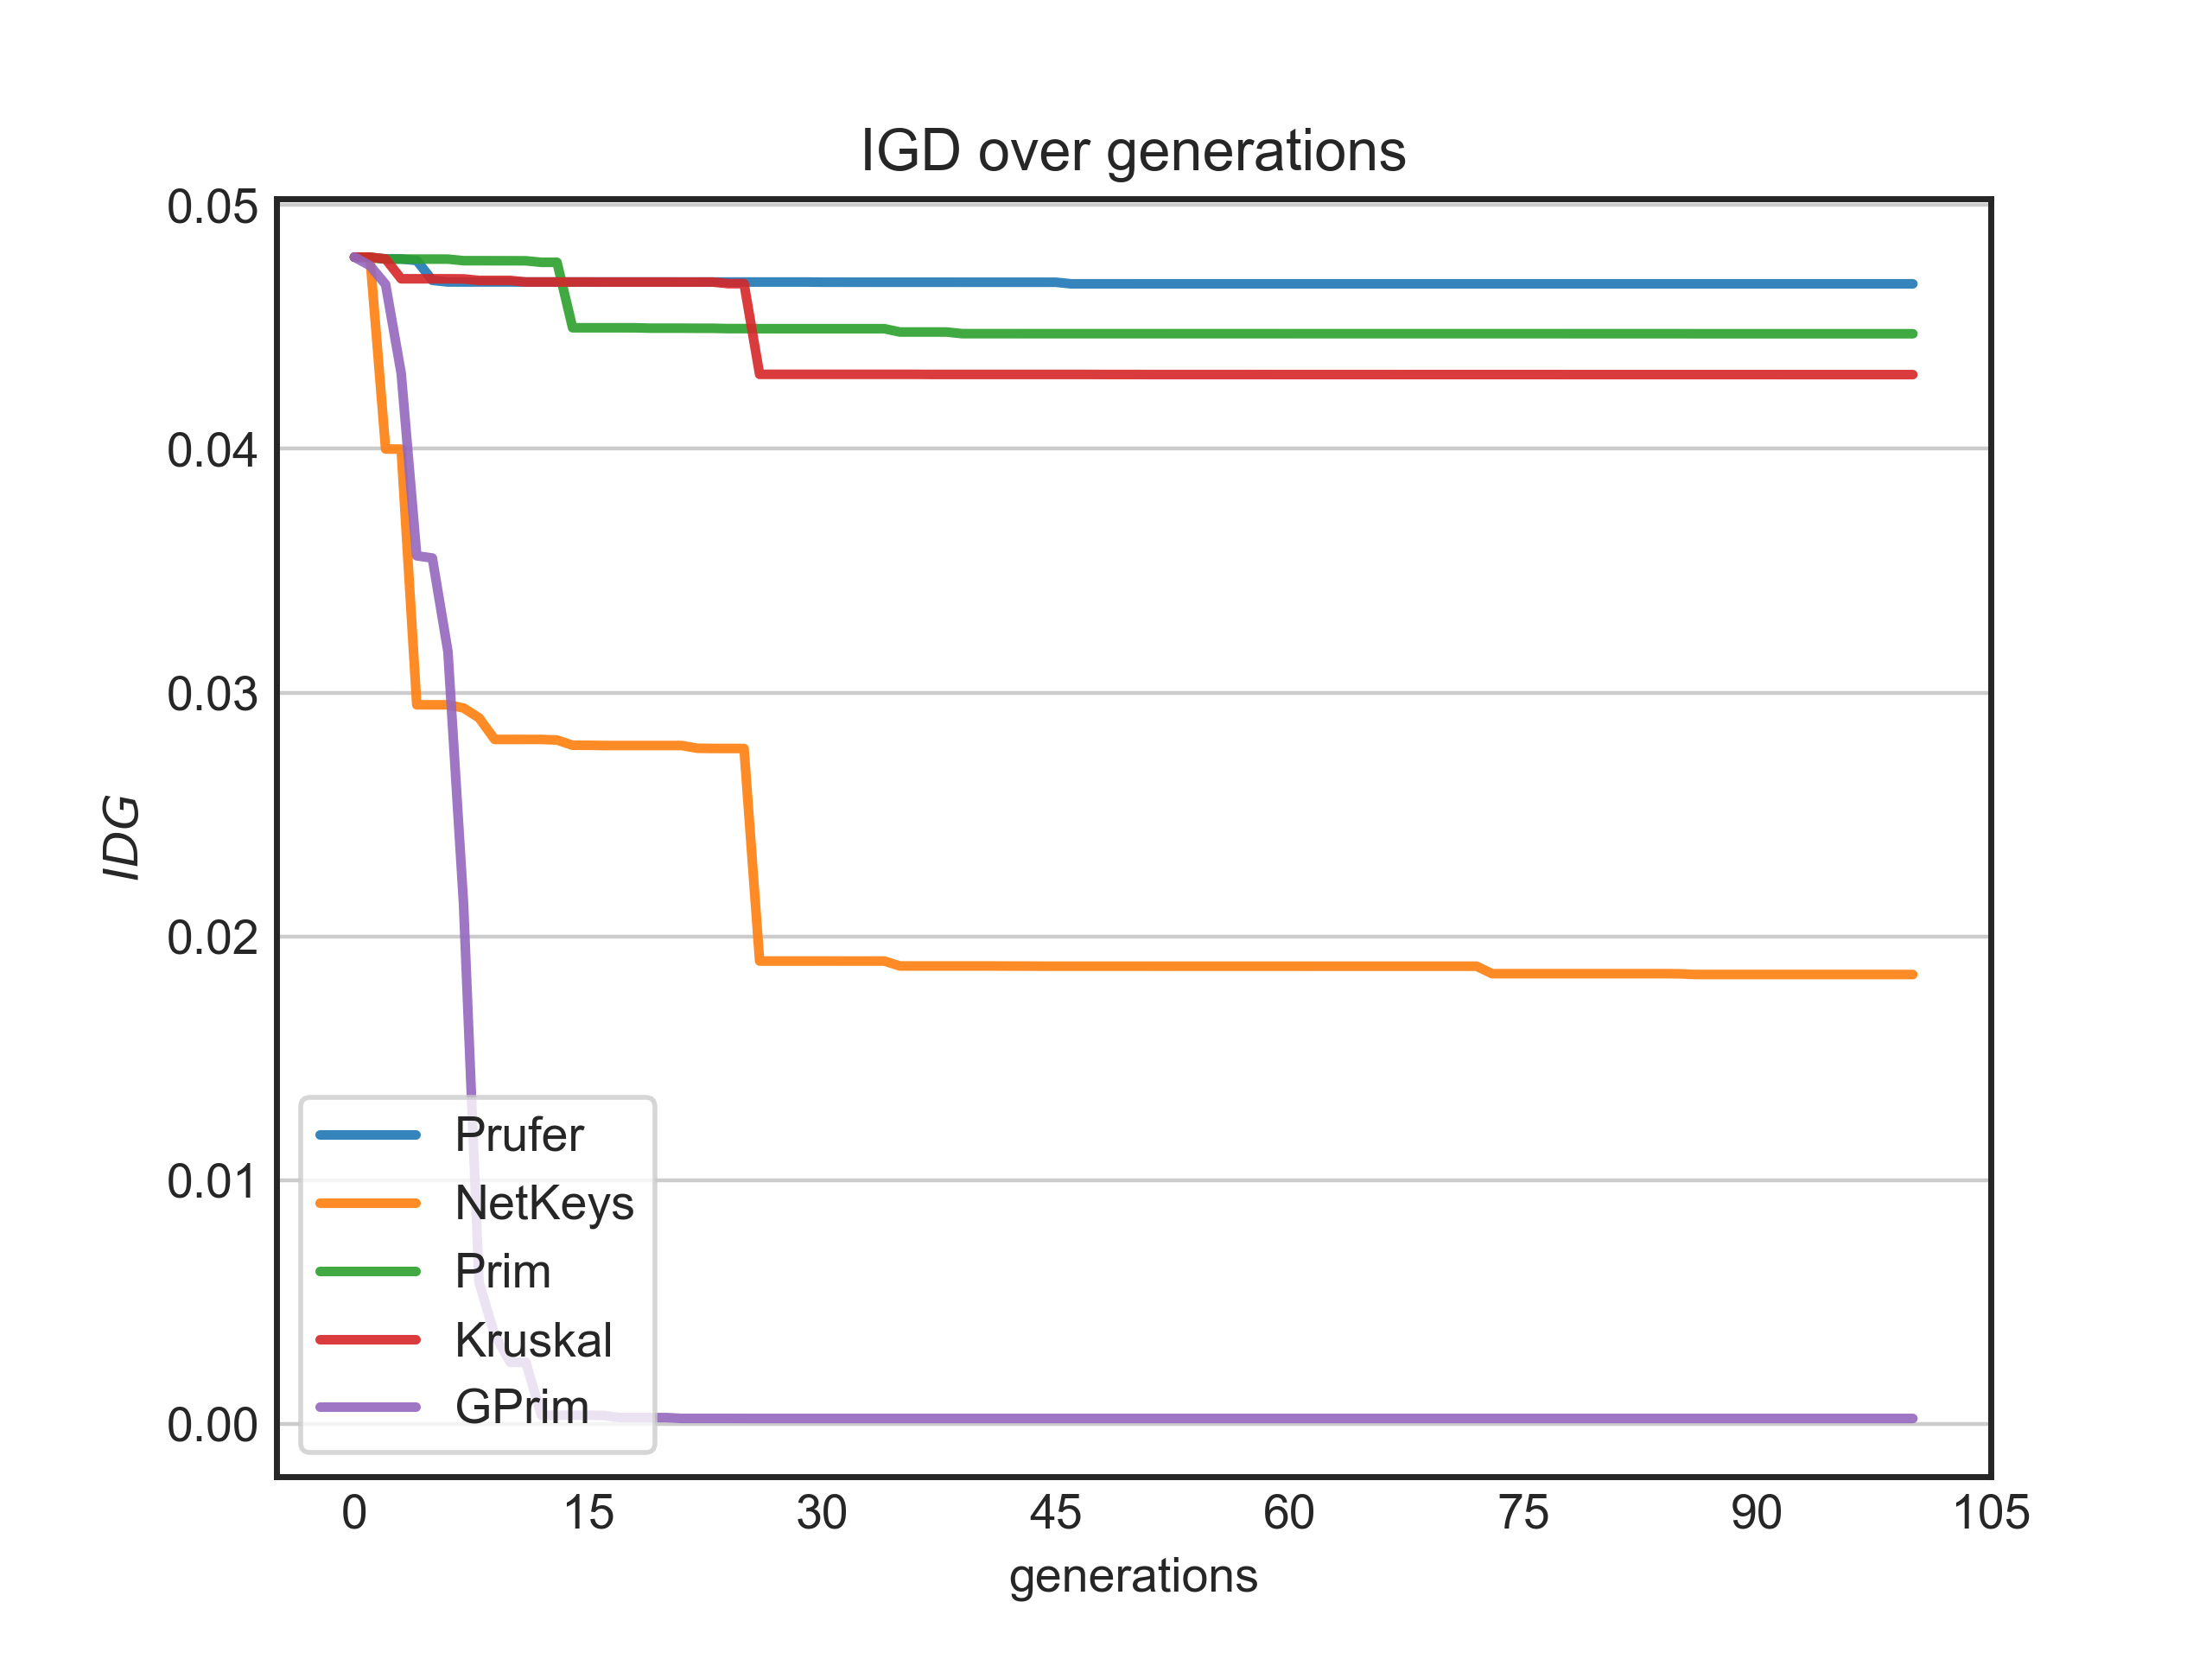 IGD over generations
0.05
0.04
0.03
0.02
0.01
0.00
IDG
Prufer
NetKeys
Prim
Kruskal
GPrim
0 15 30 45 60 75 90 105
generations